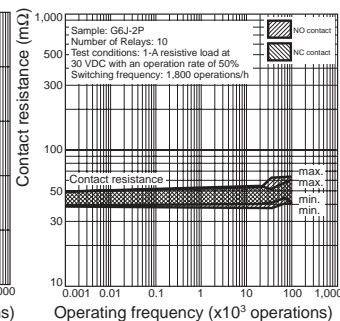 Contact resistance (mΩ)
1,000
500
300
100
50
30
10
Sample: G6J-2P
Number of Relays: 10
Test conditions: 1-A resistive load at
30 VDC with an operation rate of 50%
Switching frequency: 1,800 operations/h
NO contact
NC contact
Contact resistance
max.
max.
min.
min.
0.001 0.01 0.1 1 10 100 1,000
Operating frequency (x10³ operations)
000
ns)